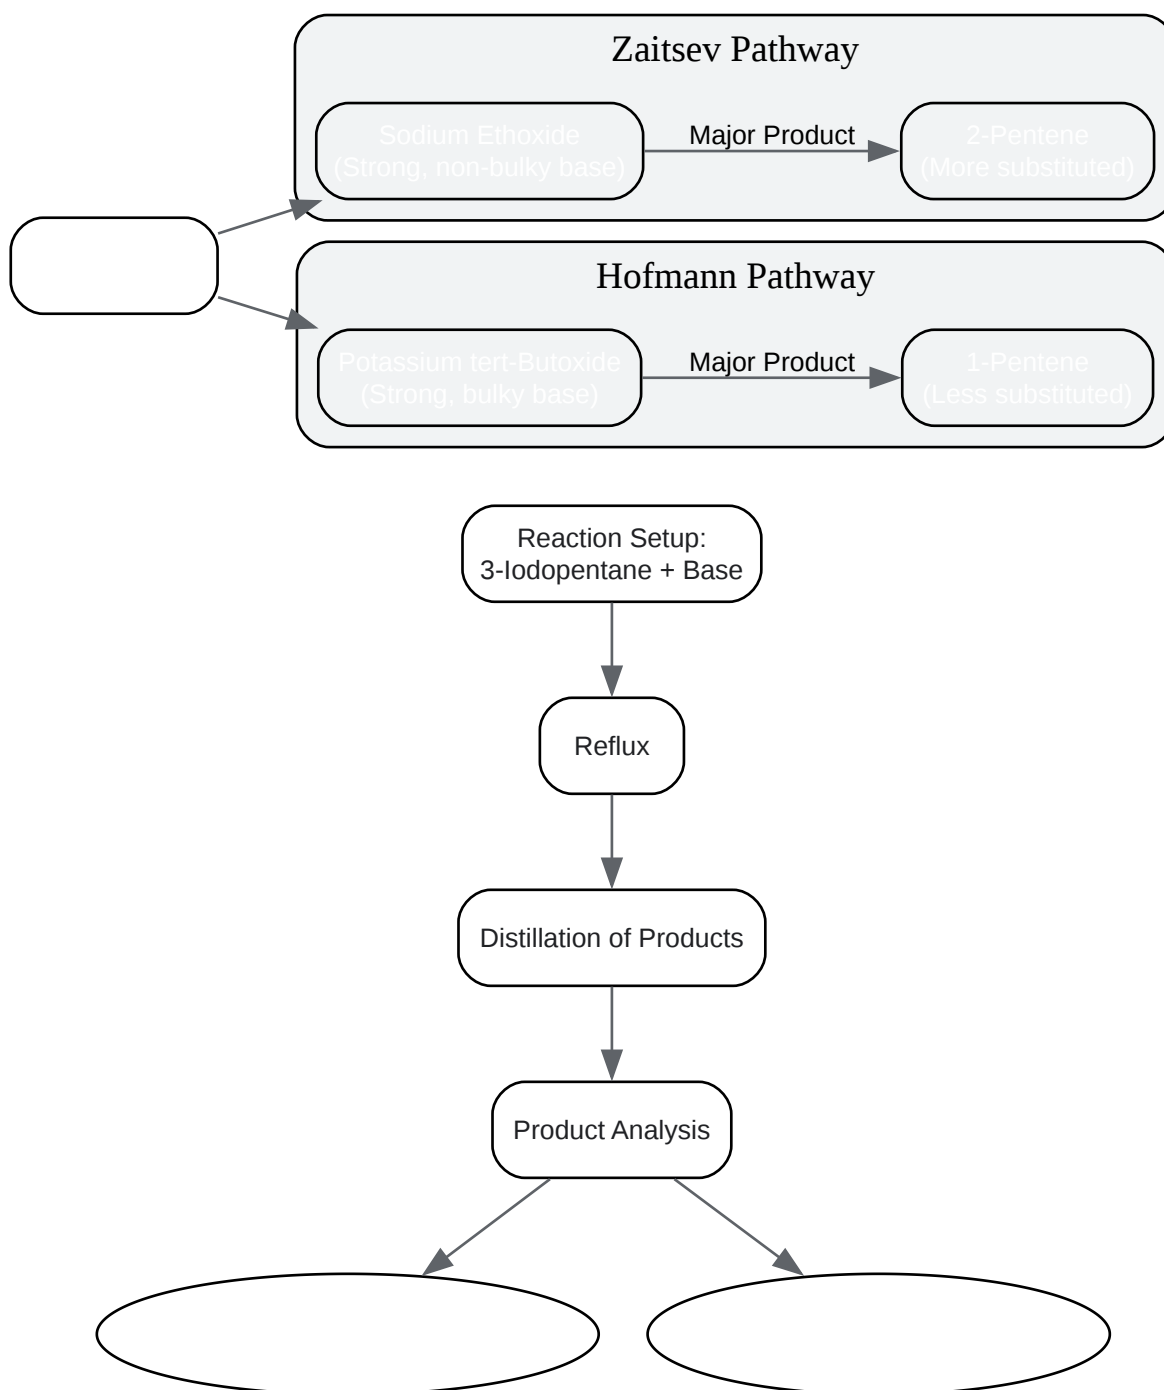 Zaitsev Pathway
Sodium Ethoxide
(Strong, non-bulky base)
Major Product
2-Pentene
(More substituted)
Hofmann Pathway
Potassium tert-Butoxide
(Strong, bulky base)
Major Product
1-Pentene
(Less substituted)
Reaction Setup:
3-Iodopentane + Base
Reflux
Distillation of Products
Product Analysis